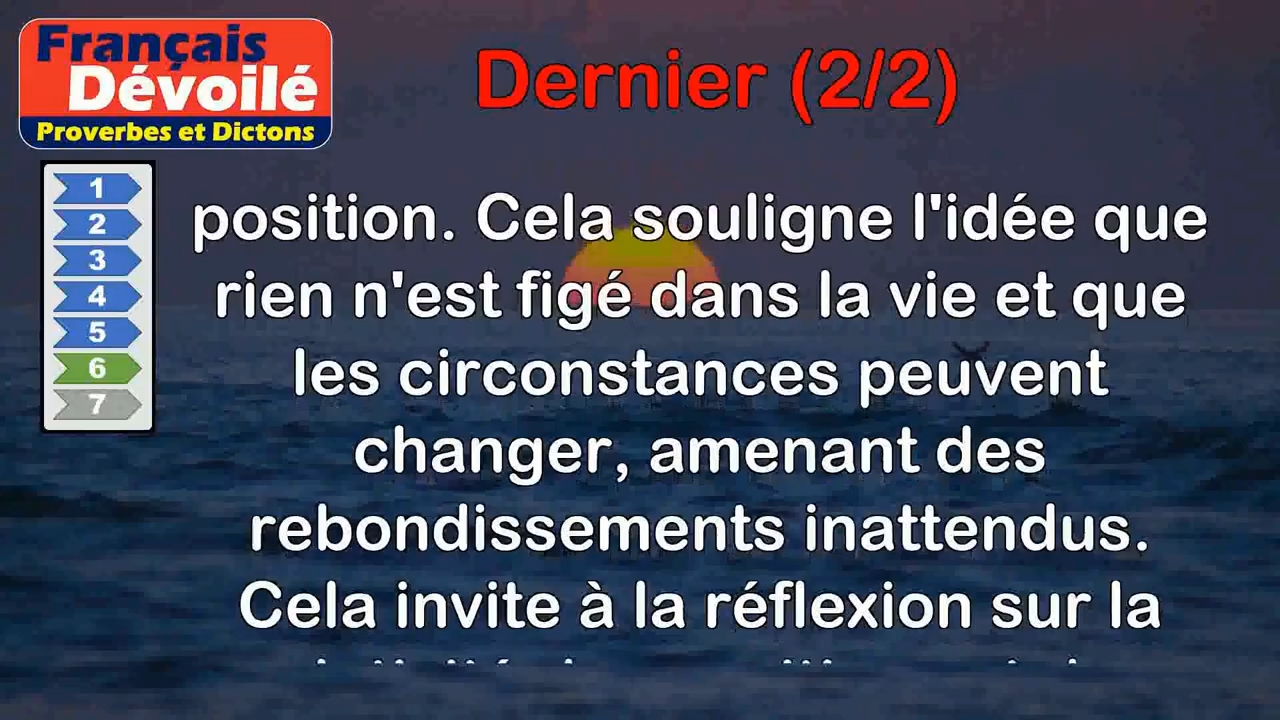 Français
Dévoilé
Proverbes et Dictons
Dernier (2/2)
1
2
3
4
5
6
7
position. Cela souligne l'idée que
rien n'est figé dans la vie et que
les circonstances peuvent
changer, amenant des
rebondissements inattendus.
Cela invite à la réflexion sur la